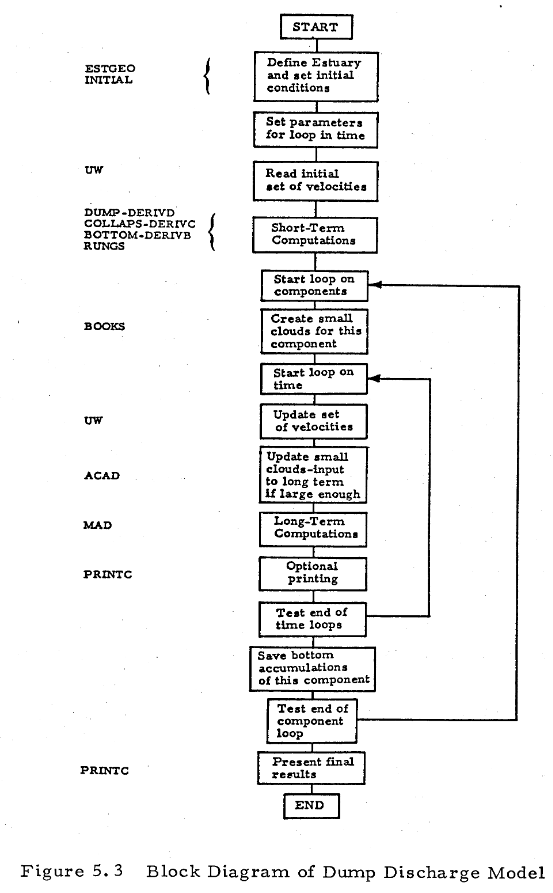 START
ESTGEO
INITIAL
Define Estuary
and set initial
conditions
Set parameters
for loop in time
UW
Read initial
set of velocities
DUMP-DERIVD
COLLAPS-DERIVC
BOTTOM-DERIVB
RUNGS
Short-Term
Computations
Start loop on
components
BOOKS
Create small
clouds for this
component
Start loop on
time
UW
Update set
of velocities
ACAD
Update small
clouds-input
to long term
if large enough
MAD
Long-Term
Computations
PRINTC
Optional
printing
Test end of
time loops
Save bottom
accumulations
of this component
Test end of
component
loop
PRINTC
Present final
results
END
Figure 5.3 Block Diagram of Dump Discharge Model